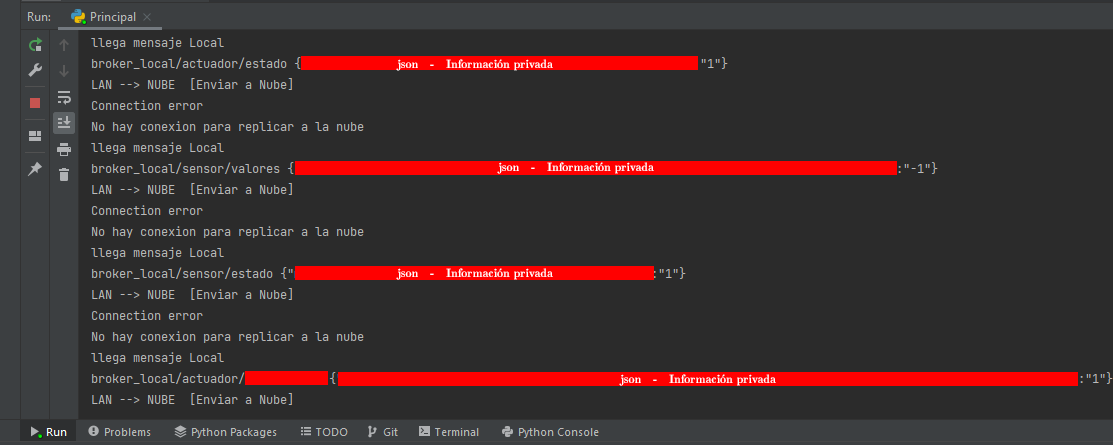 Run: Principal
llega mensaje Local
broker_local/actuador/estado { json - Información privada "1"}
LAN --> NUBE  [Enviar a Nube]
Connection error
No hay conexion para replicar a la nube
llega mensaje Local
broker_local/sensor/valores { json - Información privada :"-1"}
LAN --> NUBE  [Enviar a Nube]
Connection error
No hay conexion para replicar a la nube
llega mensaje Local
broker_local/sensor/estado {" json - Información privada :"1"}
LAN --> NUBE  [Enviar a Nube]
Connection error
No hay conexion para replicar a la nube
llega mensaje Local
broker_local/actuador/ { json - Información privada :"1"}
LAN --> NUBE  [Enviar a Nube]
Run Problems Python Packages TODO Git Terminal Python Console